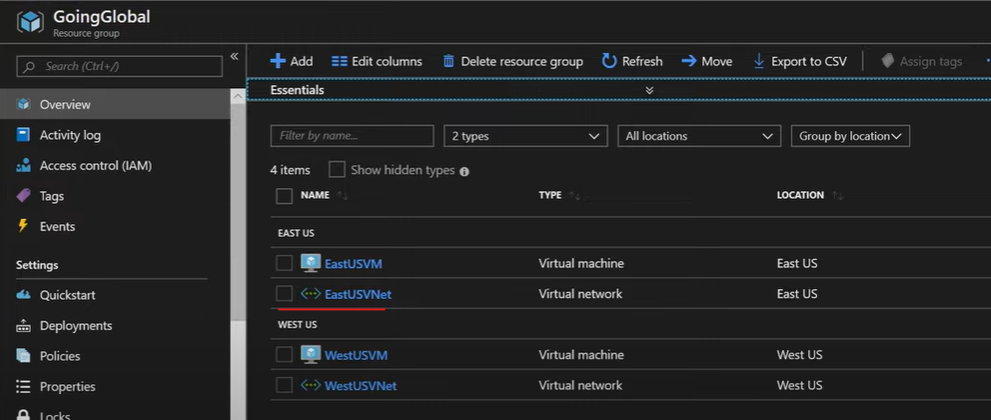 GoingGlobal
Resource group
Search (Ctrl+/)
«
Overview
Activity log
Access control (IAM)
Tags
Events
Settings
Quickstart
Deployments
Policies
Properties
Locks
Add Edit columns Delete resource group Refresh Move Export to CSV Assign tags
Essentials
Filter by name... 2 types All locations Group by location
4 items Show hidden types
NAME TYPE LOCATION
EAST US
EastUSVM Virtual machine East US
EastUSVNet Virtual network East US
WEST US
WestUSVM Virtual machine West US
WestUSVNet Virtual network West US